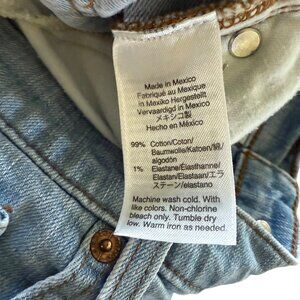 Made in Mexico
Fabriqué au Mexique
In Mexiko Hergestellt
Vervaardigd in Mexico
メキシコ製
Hecho en México
99% Cotton/Coton/
Baumwolle/Katoen/綿/
algodón
1% Elastane/Élasthanne/
Elastan/Elastaan/エラ
ステーン/elastano
Machine wash cold. With
like colors. Non-chlorine
bleach only. Tumble dry
low. Warm iron as needed.